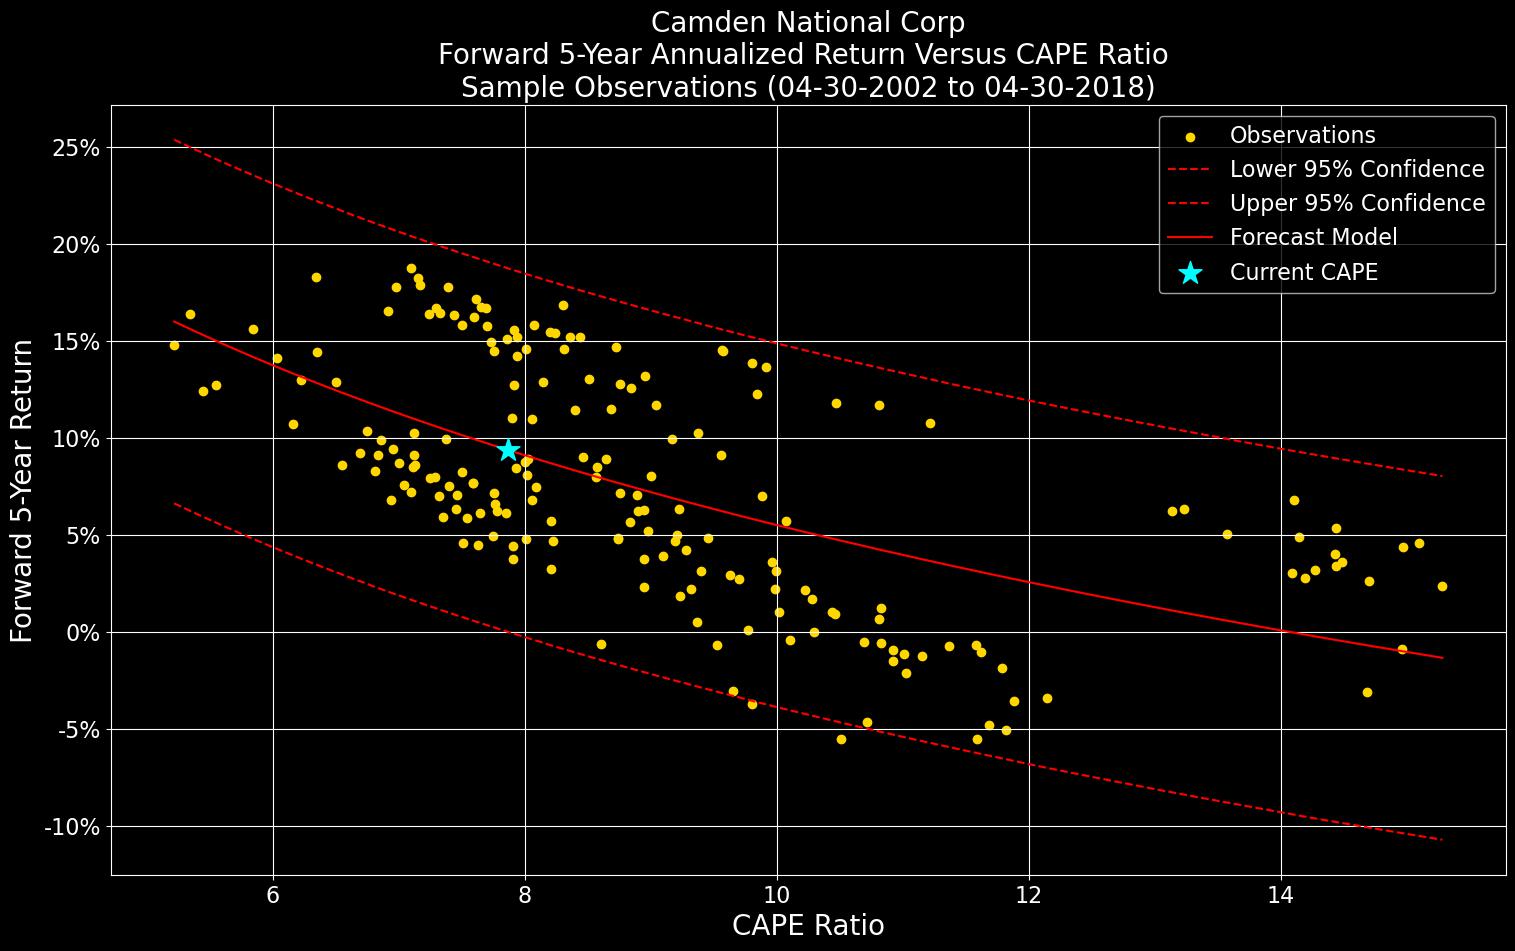 Camden National Corp
Forward 5-Year Annualized Return Versus CAPE Ratio
Sample Observations (04-30-2002 to 04-30-2018)
Forward 5-Year Return
25%
20%
15%
10%
5%
0%
-5%
-10%
Observations
Lower 95% Confidence
Upper 95% Confidence
Forecast Model
Current CAPE
6 8 10 12 14
CAPE Ratio